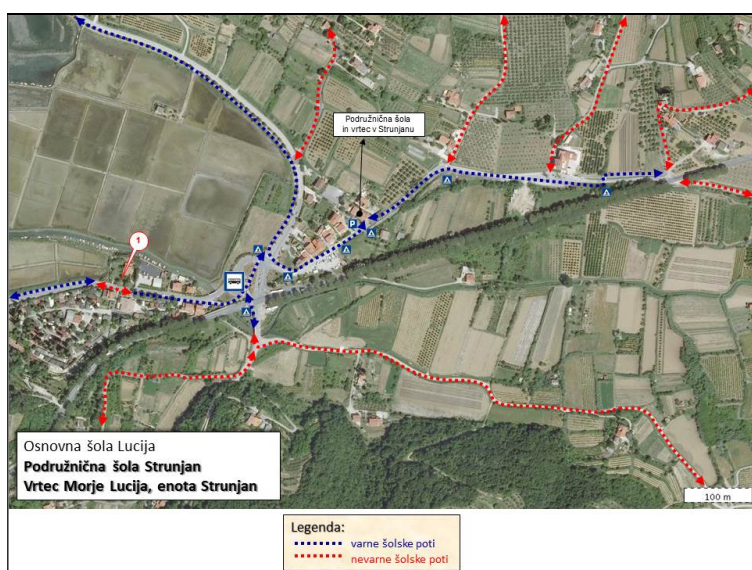 Podružnična šola
in vrtec v Strunjanu
P
1
Osnovna šola Lucija
Podružnična šola Strunjan
Vrtec Morje Lucija, enota Strunjan
100 m
Legenda:
varne šolske poti
nevarne šolske poti